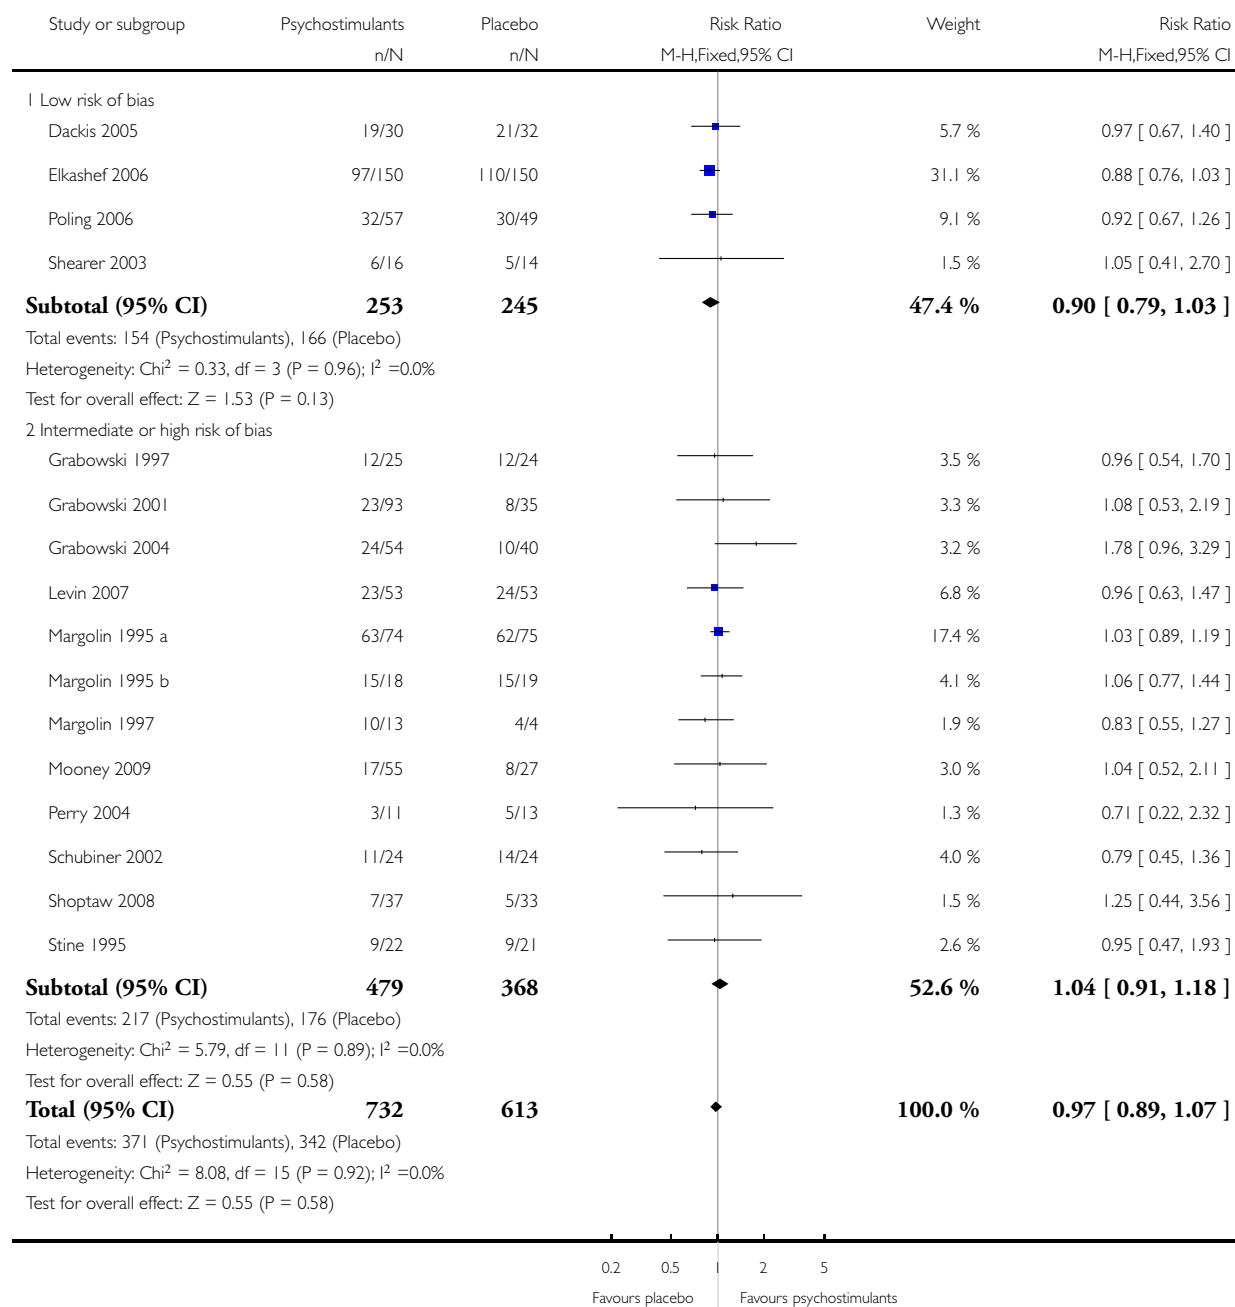 Study or subgroup Psychostimulants Placebo Risk Ratio Weight Risk Ratio
n/N n/N M-H,Fixed,95% CI M-H,Fixed,95% CI
1 Low risk of bias
Dackis 2005 19/30 21/32 5.7 % 0.97 [ 0.67, 1.40 ]
Elkashef 2006 97/150 110/150 31.1 % 0.88 [ 0.76, 1.03 ]
Poling 2006 32/57 30/49 9.1 % 0.92 [ 0.67, 1.26 ]
Shearer 2003 6/16 5/14 1.5 % 1.05 [ 0.41, 2.70 ]
Subtotal (95% CI) 253 245 47.4 % 0.90 [ 0.79, 1.03 ]
Total events: 154 (Psychostimulants), 166 (Placebo)
Heterogeneity: Chi² = 0.33, df = 3 (P = 0.96); I² =0.0%
Test for overall effect: Z = 1.53 (P = 0.13)
2 Intermediate or high risk of bias
Grabowski 1997 12/25 12/24 3.5 % 0.96 [ 0.54, 1.70 ]
Grabowski 2001 23/93 8/35 3.3 % 1.08 [ 0.53, 2.19 ]
Grabowski 2004 24/54 10/40 3.2 % 1.78 [ 0.96, 3.29 ]
Levin 2007 23/53 24/53 6.8 % 0.96 [ 0.63, 1.47 ]
Margolin 1995 a 63/74 62/75 17.4 % 1.03 [ 0.89, 1.19 ]
Margolin 1995 b 15/18 15/19 4.1 % 1.06 [ 0.77, 1.44 ]
Margolin 1997 10/13 4/4 1.9 % 0.83 [ 0.55, 1.27 ]
Mooney 2009 17/55 8/27 3.0 % 1.04 [ 0.52, 2.11 ]
Perry 2004 3/11 5/13 1.3 % 0.71 [ 0.22, 2.32 ]
Schubiner 2002 11/24 14/24 4.0 % 0.79 [ 0.45, 1.36 ]
Shoptaw 2008 7/37 5/33 1.5 % 1.25 [ 0.44, 3.56 ]
Stine 1995 9/22 9/21 2.6 % 0.95 [ 0.47, 1.93 ]
Subtotal (95% CI) 479 368 52.6 % 1.04 [ 0.91, 1.18 ]
Total events: 217 (Psychostimulants), 176 (Placebo)
Heterogeneity: Chi² = 5.79, df = 11 (P = 0.89); I² =0.0%
Test for overall effect: Z = 0.55 (P = 0.58)
Total (95% CI) 732 613 100.0 % 0.97 [ 0.89, 1.07 ]
Total events: 371 (Psychostimulants), 342 (Placebo)
Heterogeneity: Chi² = 8.08, df = 15 (P = 0.92); I² =0.0%
Test for overall effect: Z = 0.55 (P = 0.58)
0.2 0.5 1 2 5
Favours placebo Favours psychostimulants